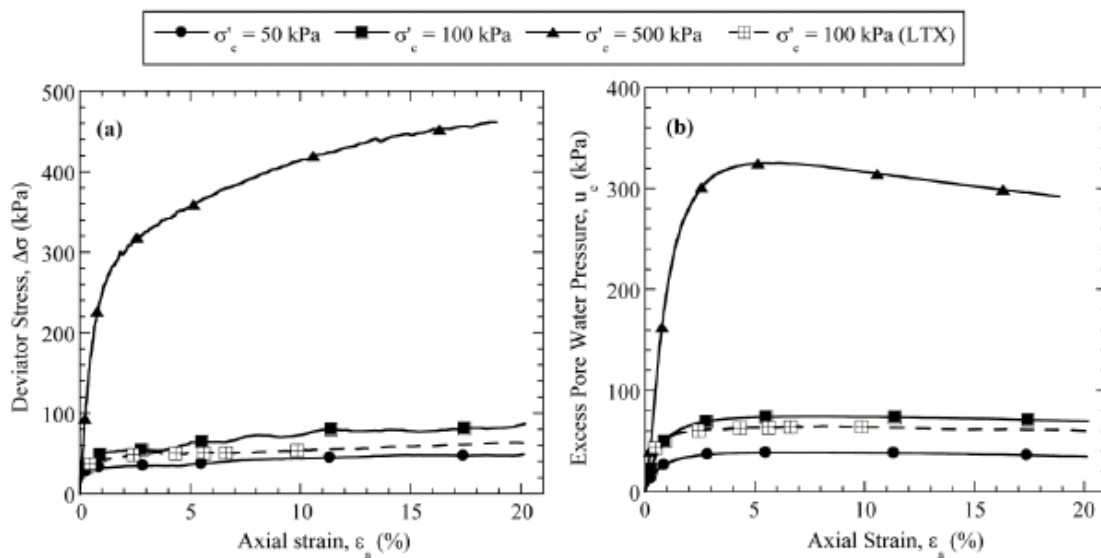 σ'c = 50 kPa σ'c = 100 kPa σ'c = 500 kPa σ'c = 100 kPa (LTX)
(a)
Deviator Stress, Δσ (kPa)
500
400
300
200
100
0
0 5 10 15 20
Axial strain, εa (%)
(b)
Excess Pore Water Pressure, ue (kPa)
400
300
200
100
0
0 5 10 15 20
Axial Strain, εa (%)